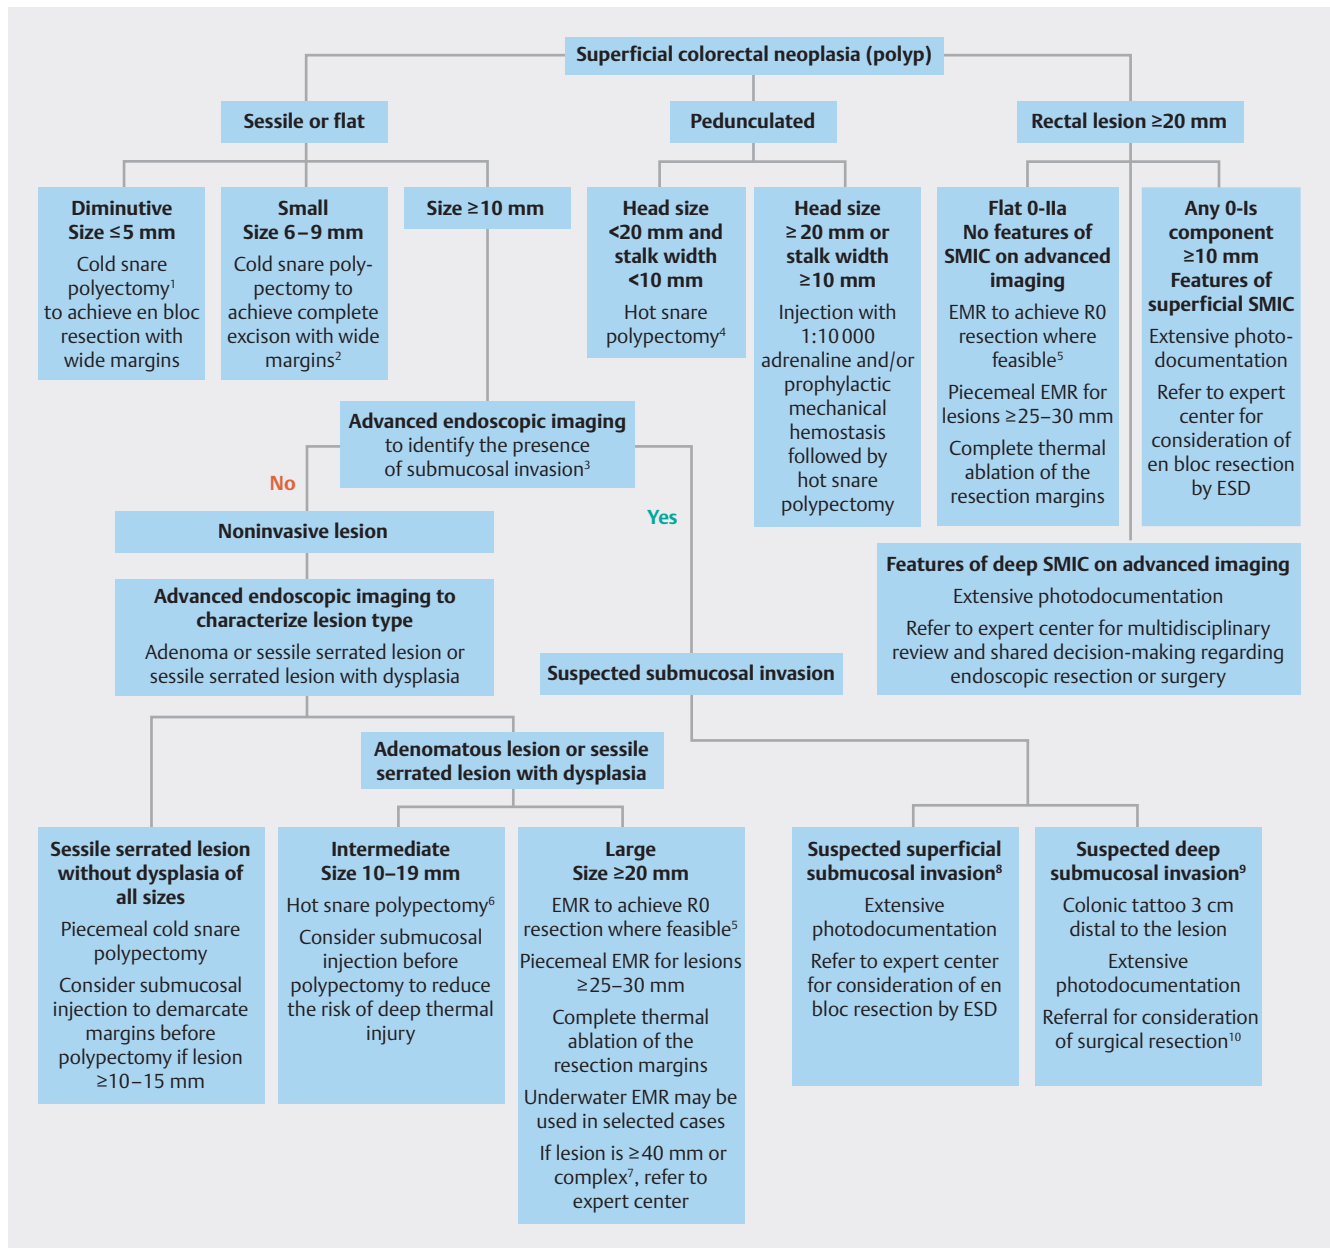 Superficial colorectal neoplasia (polyp)
Sessile or flat
Pedunculated
Rectal lesion ≥20 mm
Diminutive
Size ≤5 mm
Cold snare
polyectomy¹
to achieve en bloc
resection with
wide margins
Small
Size 6–9 mm
Cold snare poly-
pectomy to
achieve complete
excison with wide
margins²
Size ≥10 mm
Head size
<20 mm and
stalk width
<10 mm
Hot snare
polypectomy⁴
Head size
≥20 mm or
stalk width
≥10 mm
Injection with
1:10 000
adrenaline and/or
prophylactic
mechanical
hemostasis
followed by
hot snare
polypectomy
Flat 0-IIa
No features of
SMIC on advanced
imaging
EMR to achieve R0
resection where
feasible⁵
Piecemeal EMR for
lesions ≥25–30 mm
Complete thermal
ablation of the
resection margins
Any 0-Is
component
≥10 mm
Features of
superficial SMIC
Extensive photo-
documentation
Refer to expert
center for
consideration of
en bloc resection
by ESD
Advanced endoscopic imaging
to identify the presence
of submucosal invasion³
No
Yes
Noninvasive lesion
Features of deep SMIC on advanced imaging
Extensive photodocumentation
Refer to expert center for multidisciplinary
review and shared decision-making regarding
endoscopic resection or surgery
Advanced endoscopic imaging to
characterize lesion type
Adenoma or sessile serrated lesion or
sessile serrated lesion with dysplasia
Suspected submucosal invasion
Adenomatous lesion or sessile
serrated lesion with dysplasia
Sessile serrated lesion
without dysplasia of
all sizes
Piecemeal cold snare
polypectomy
Consider submucosal
injection to demarcate
margins before
polypectomy if lesion
≥10–15 mm
Intermediate
Size 10–19 mm
Hot snare polypectomy⁶
Consider submucosal
injection before
polypectomy to reduce
the risk of deep thermal
injury
Large
Size ≥20 mm
EMR to achieve R0
resection where feasible⁵
Piecemeal EMR for lesions
≥25–30 mm
Complete thermal
ablation of the
resection margins
Underwater EMR may be
used in selected cases
If lesion is ≥40 mm or
complex⁷, refer to
expert center
Suspected superficial
submucosal invasion⁸
Extensive
photodocumentation
Refer to expert center
for consideration of en
bloc resection by ESD
Suspected deep
submucosal invasion⁹
Colonic tattoo 3 cm
distal to the lesion
Extensive
photodocumentation
Referral for consideration
of surgical resection¹⁰